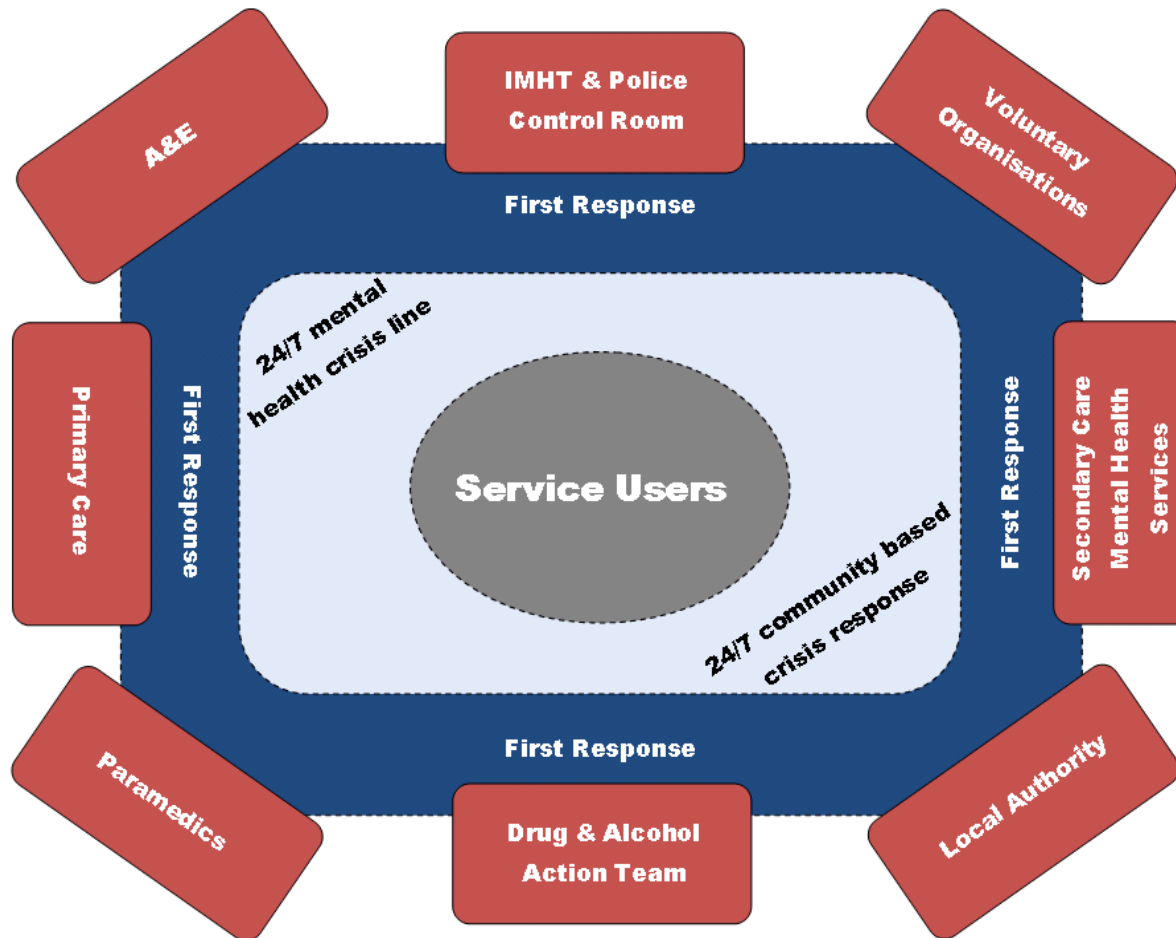 A&E
IMHT & Police
Control Room
Voluntary
Organisations
First Response
24/7 mental
health crisis line
Primary Care
First Response
Service Users
First Response
Secondary Care
Mental Health
Services
24/7 community based
crisis response
First Response
Paramedics
Drug & Alcohol
Action Team
Local Authority